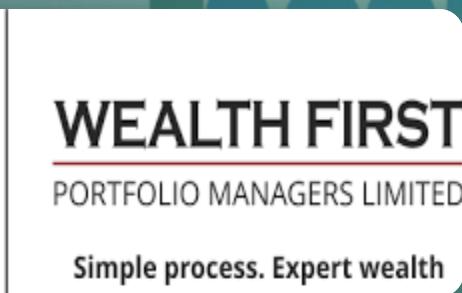 WEALTH FIRST
PORTFOLIO MANAGERS LIMITED
Simple process. Expert wealth